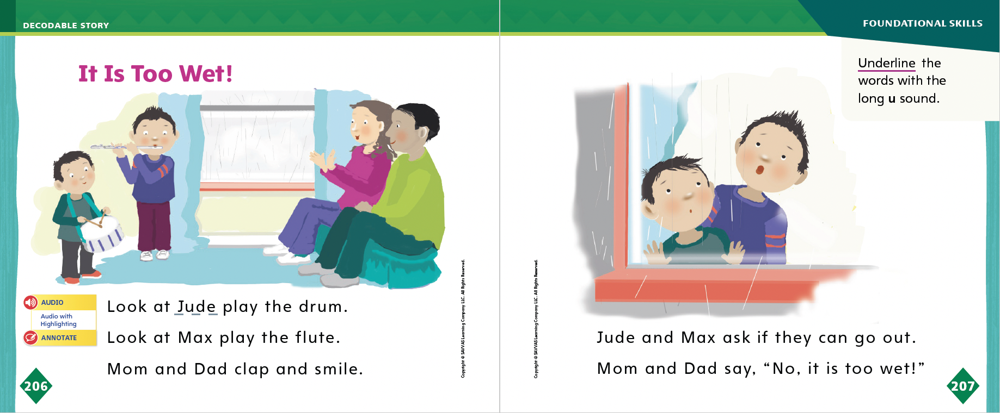 DECODABLE STORY
It Is Too Wet!
AUDIO
Audio with
Highlighting
ANNOTATE
Look at Jude play the drum.
Look at Max play the flute.
Mom and Dad clap and smile.
Copyright © SAVVAS Learning Company LLC. All Rights Reserved.
206
FOUNDATIONAL SKILLS
Underline the
words with the
long u sound.
Copyright © SAVVAS Learning Company LLC. All Rights Reserved.
Jude and Max ask if they can go out.
Mom and Dad say, “No, it is too wet!”
207